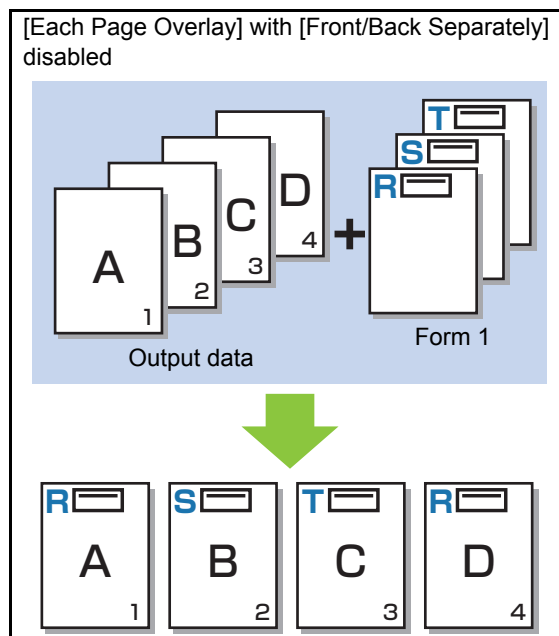 [Each Page Overlay] with [Front/Back Separately]
disabled
A
1
B
2
C
3
D
4
+
R
S
T
Output data
Form 1
R
A
1
S
B
2
T
C
3
R
D
4